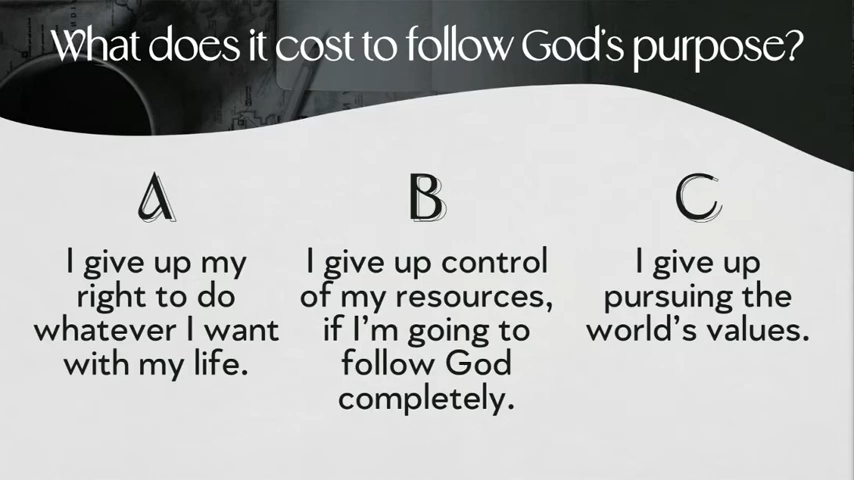 What does it cost to follow God's purpose?
A
I give up my
right to do
whatever I want
with my life.
B
I give up control
of my resources,
if I'm going to
follow God
completely.
C
I give up
pursuing the
world's values.